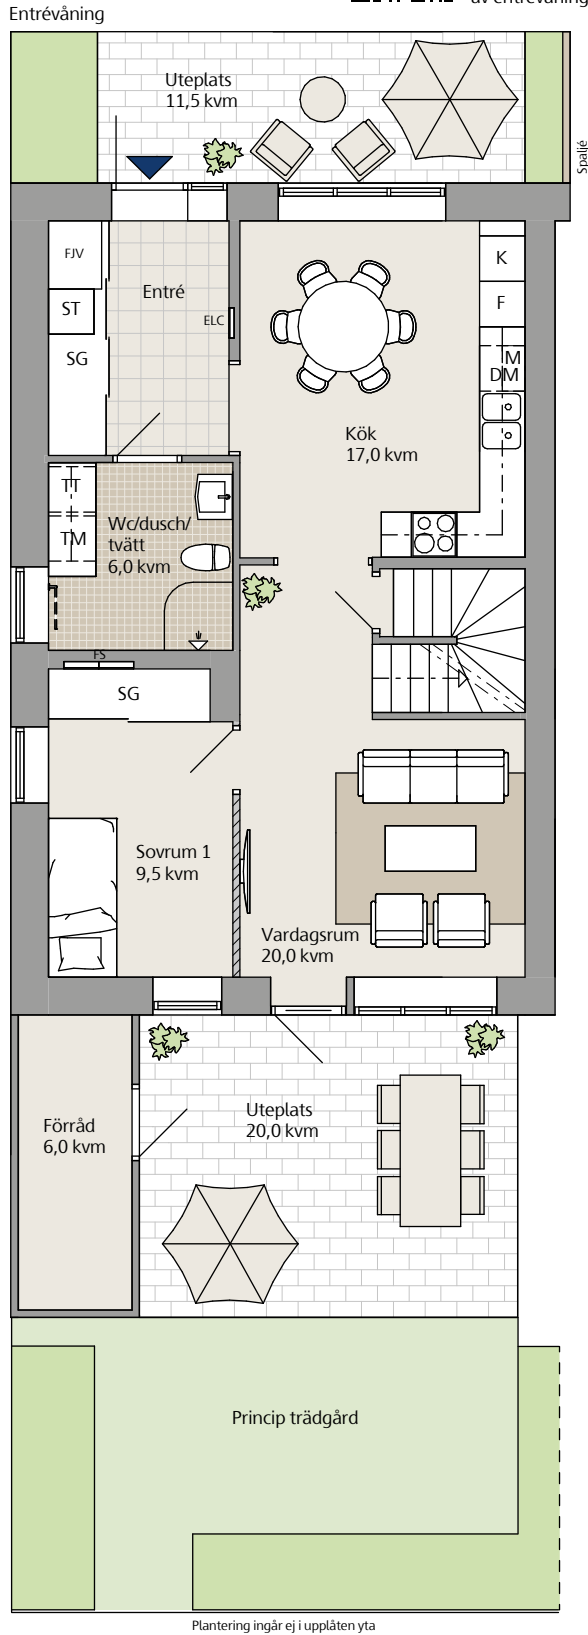 av entrévåning
Entrévåning
Uteplats
11,5 kvm
Spaljé
FJV
ST
SG
Entré
ELC
K
F
M
DM
Kök
17,0 kvm
TT
TM
Wc/dusch/
tvätt
6,0 kvm
FS
SG
Sovrum 1
9,5 kvm
Vardagsrum
20,0 kvm
Förråd
6,0 kvm
Uteplats
20,0 kvm
Princip trädgård
Plantering ingår ej i upplåten yta